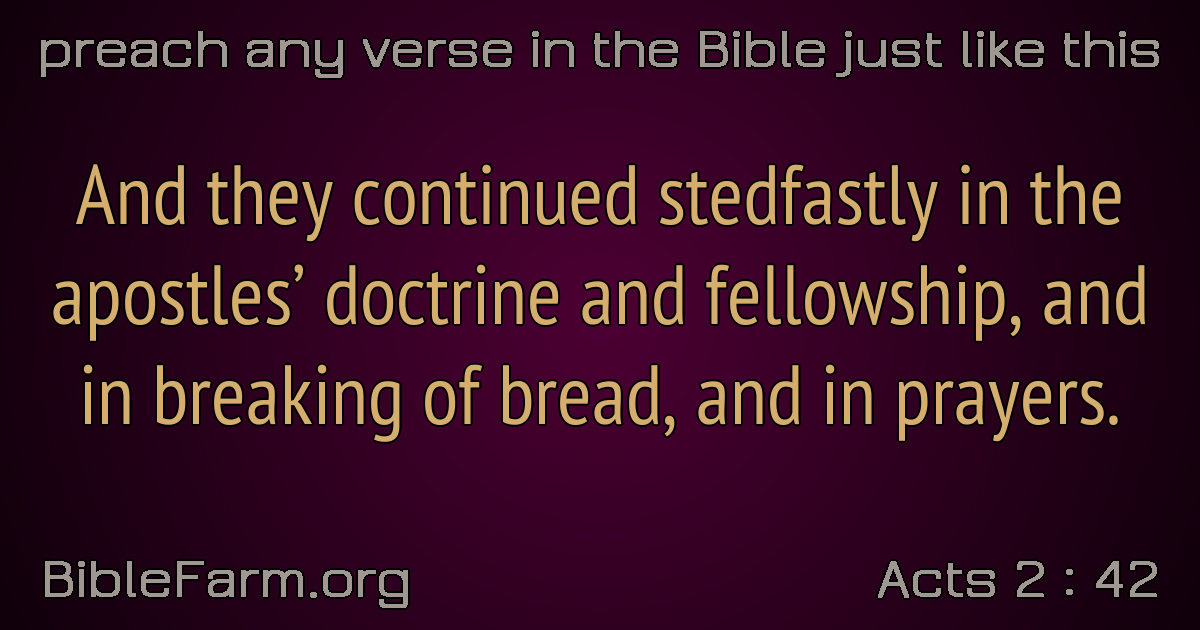 preach any verse in the Bible just like this
And they continued stedfastly in the
apostles’ doctrine and fellowship, and
in breaking of bread, and in prayers.
BibleFarm.org
Acts 2 : 42